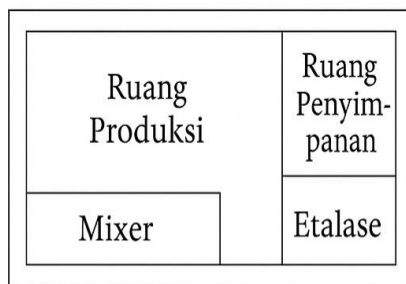 Ruang
Produksi
Ruang
Penyim-
panan
Mixer
Etalase